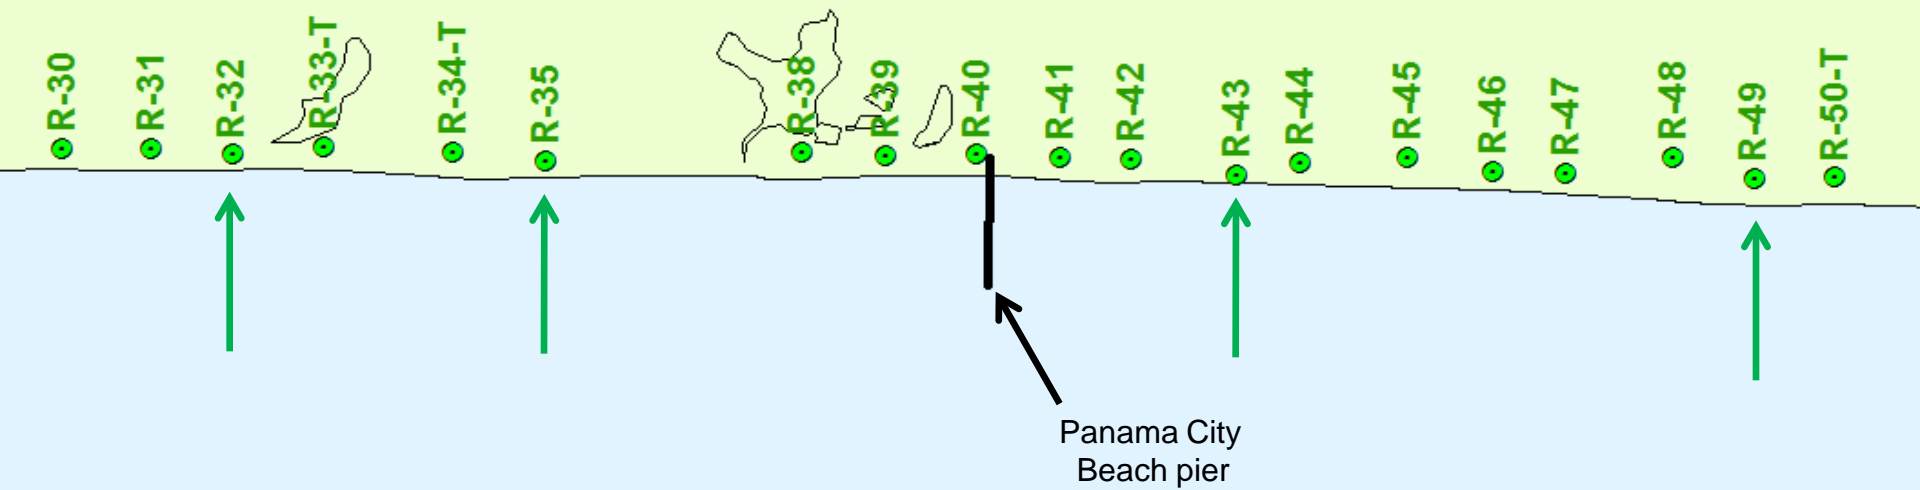 R-30
R-31
R-32
R-33-T
R-34-T
R-35
R-38
R-39
R-40
R-41
R-42
R-43
R-44
R-45
R-46
R-47
R-48
R-49
R-50-T
Panama City
Beach pier